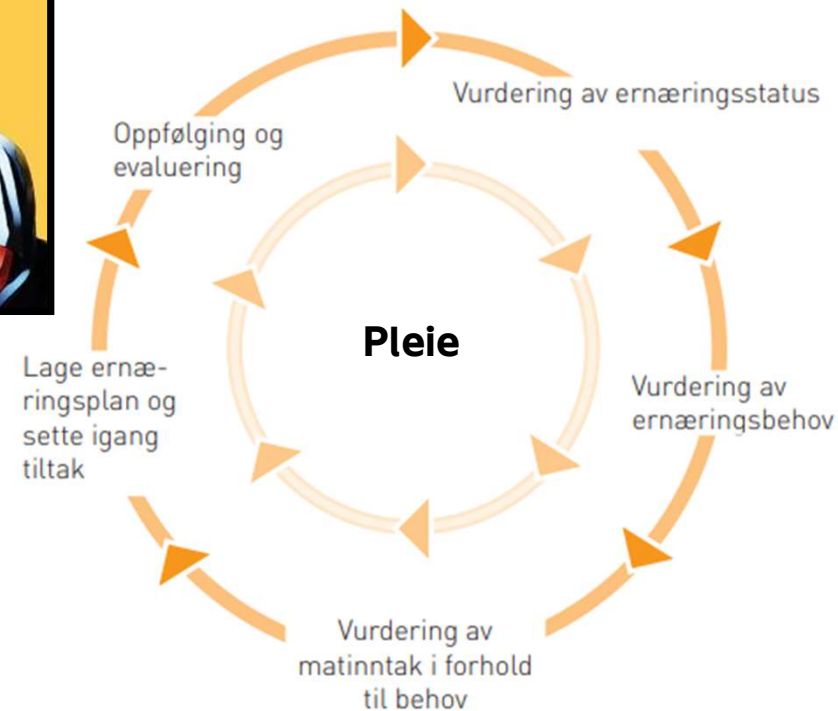 Vurdering av ernæringsstatus
Oppfølging og
evaluering
Pleie
Lage ernæ-
ringsplan og
sette igang
tiltak
Vurdering av
ernæringsbehov
Vurdering av
matinntak i forhold
til behov